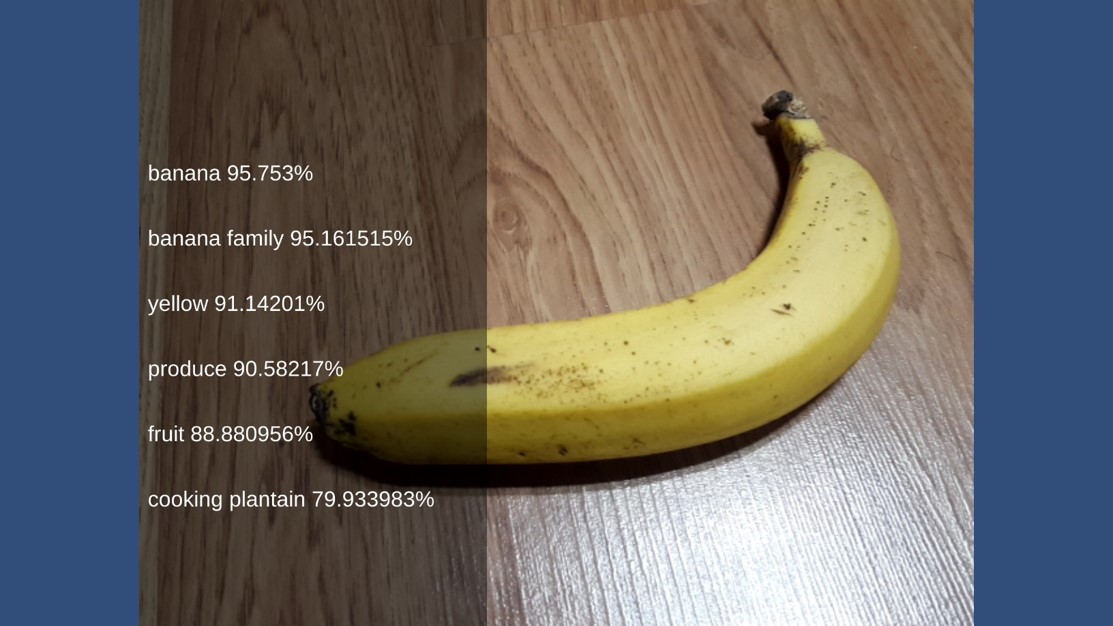 banana 95.753%
banana family 95.161515%
yellow 91.14201%
produce 90.58217%
fruit 88.880956%
cooking plantain 79.933983%